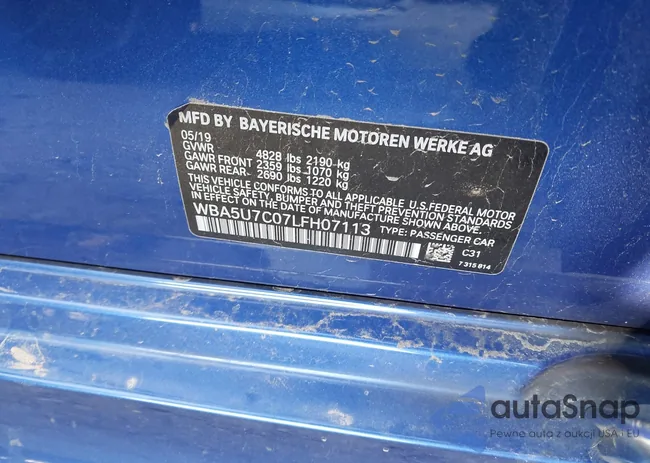 MFD BY BAYERISCHE MOTOREN WERKE AG
05/19
GVWR 4828 lbs 2190 kg
GAWR FRONT 2359 lbs 1070 kg
GAWR REAR- 2690 lbs 1220 kg
THIS VEHICLE CONFORMS TO ALL APPLICABLE U.S.FEDERAL MOTOR
VEHICLE SAFETY, BUMPER AND THEFT PREVENTION STANDARDS
IN EFFECT ON THE DATE OF MANUFACTURE SHOWN ABOVE.
WBA5U7C07LFH07113 TYPE: PASSENGER CAR
C31
7 315 814
autoSnap
Pewne auta z aukcji USA i EU